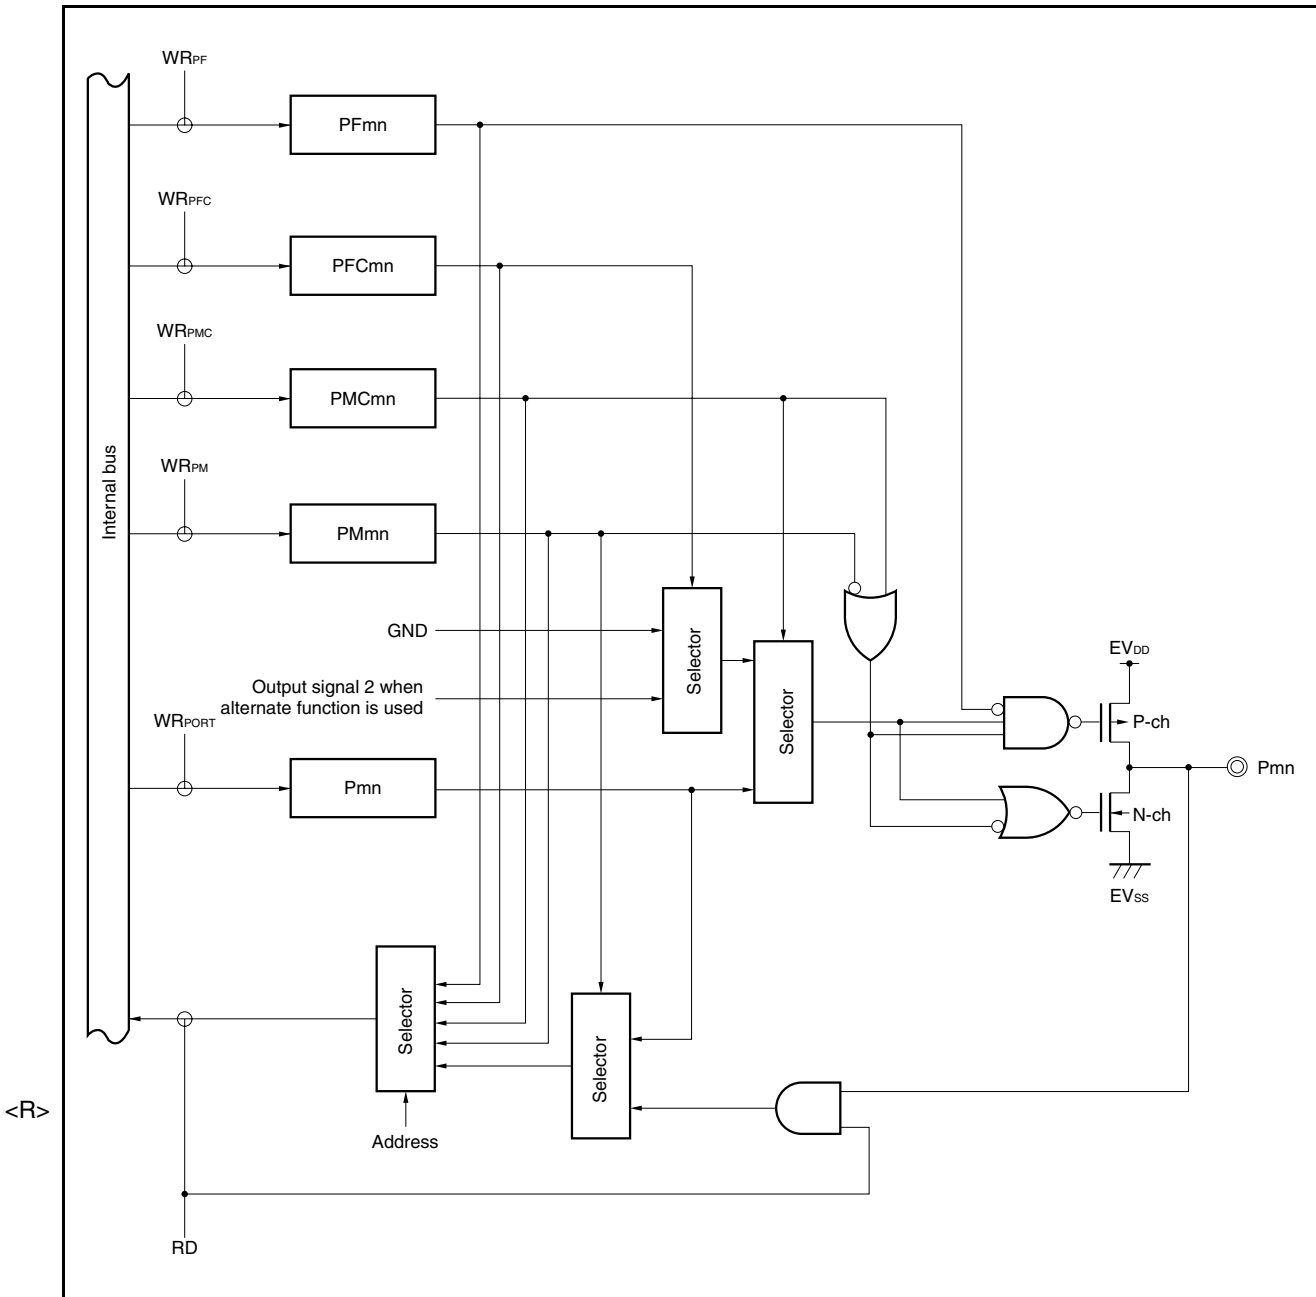 WRPF
PFmn
WRPFC
PFCmn
WRPMC
PMCmn
WRPM
PMmn
Internal bus
GND
Output signal 2 when
alternate function is used
Selector
Selector
WRPORT
Pmn
EVDD
P-ch
Pmn
N-ch
EVSS
Selector
Selector
<R>
Address
RD